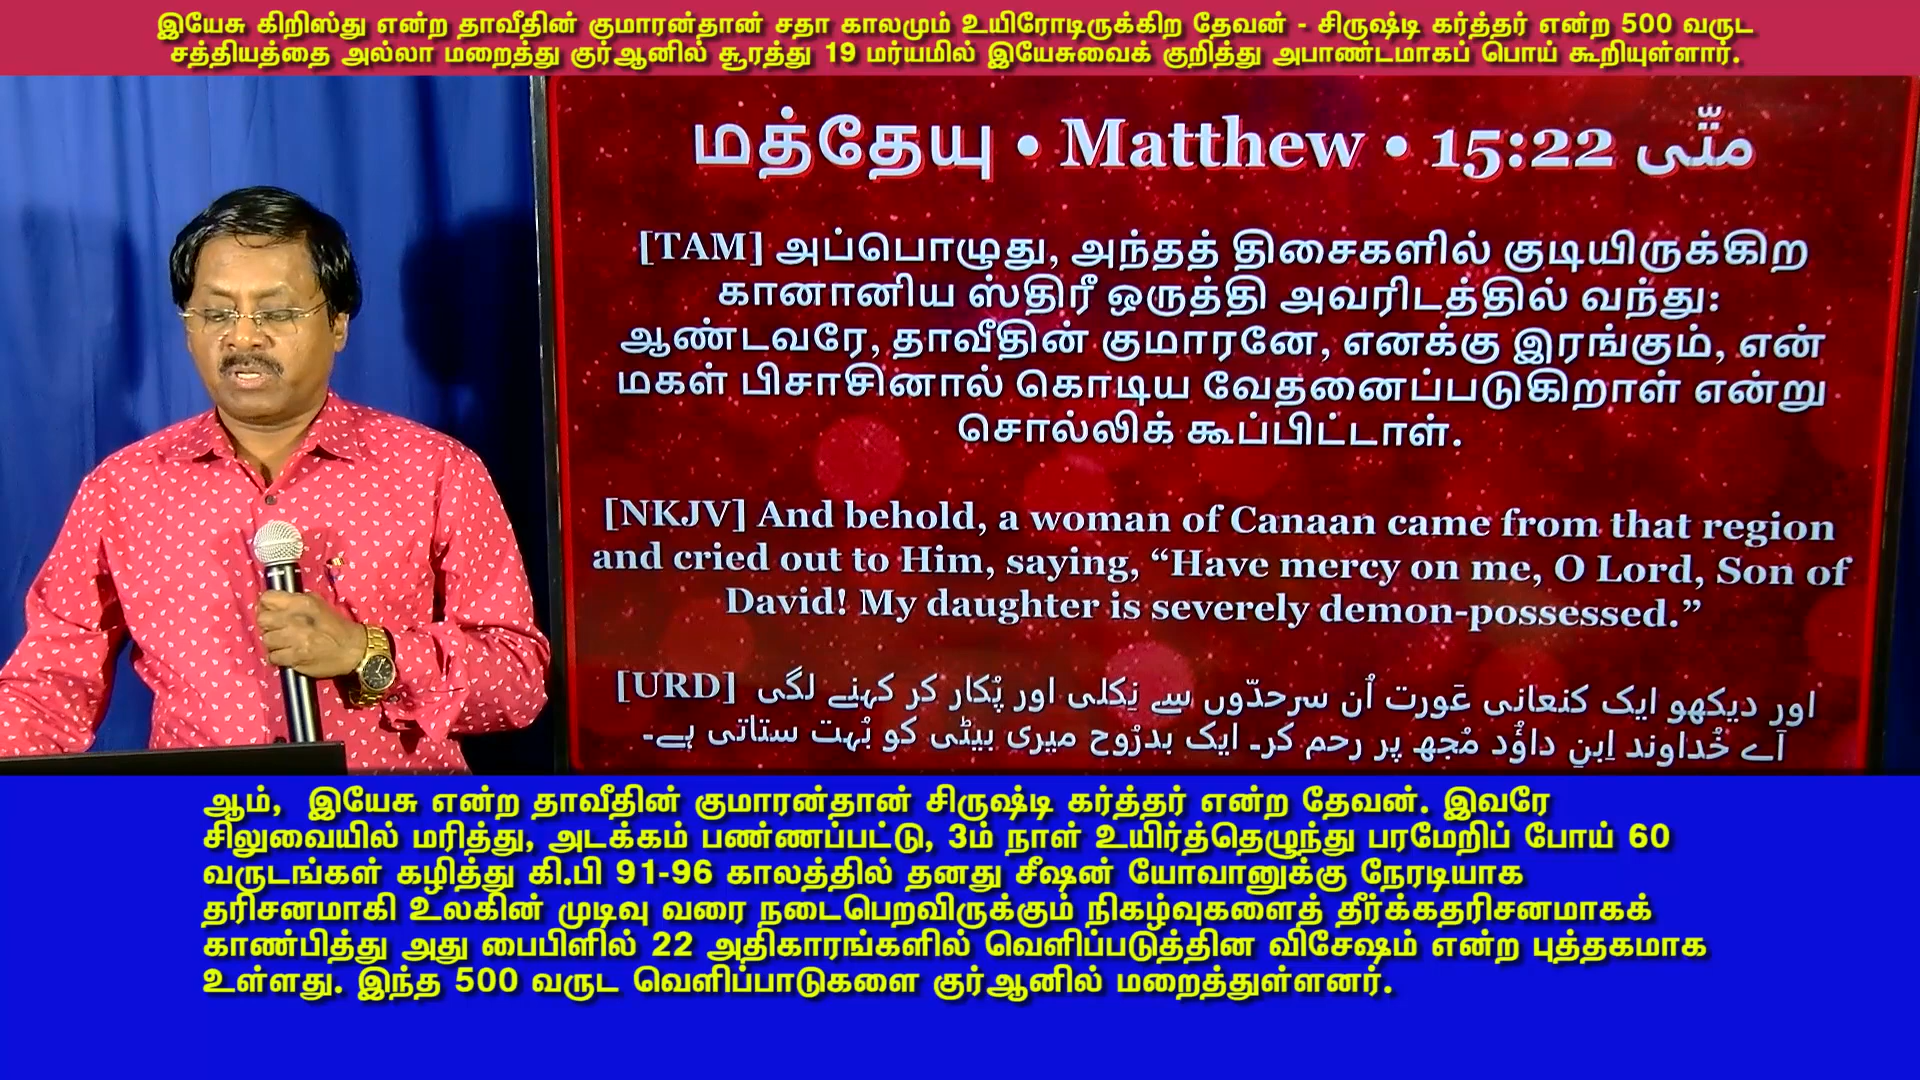 இயேசு கிறிஸ்து என்ற தாவீதின் குமாரன்தான் சதா காலமும் உயிரோடிருக்கிற தேவன் - சிருஷ்டி கர்த்தர் என்ற 500 வருட
சத்தியத்தை அல்லா மறைத்து குர்ஆனில் சூரத்து 19 மர்யமில் இயேசுவைக் குறித்து அபாண்டமாகப் பொய் கூறியுள்ளார்.
மத்தேயு • Matthew • 15:22 متّی
[TAM] அப்பொழுது, அந்தத் திசைகளில் குடியிருக்கிற
கானானிய ஸ்திரீ ஒருத்தி அவரிடத்தில் வந்து:
ஆண்டவரே, தாவீதின் குமாரனே, எனக்கு இரங்கும், என்
மகள் பிசாசினால் கொடிய வேதனைப்படுகிறாள் என்று
சொல்லிக் கூப்பிட்டாள்.
[NKJV] And behold, a woman of Canaan came from that region
and cried out to Him, saying, “Have mercy on me, O Lord, Son of
David! My daughter is severely demon-possessed.”
[URD] اور دیکھو ایک کنعانی عَورت اُن سرحدّوں سے نِکلی اور پُکار کر کہنے لگی
اَے خُداوند اِبنِ داؤُد مُجھ پر رحم کر۔ ایک بدرُوح میری بیٹی کو بُہت ستاتی ہے۔
ஆம், இயேசு என்ற தாவீதின் குமாரன்தான் சிருஷ்டி கர்த்தர் என்ற தேவன். இவரே
சிலுவையில் மரித்து, அடக்கம் பண்ணப்பட்டு, 3ம் நாள் உயிர்த்தெழுந்து பரமேறிப் போய் 60
வருடங்கள் கழித்து கி.பி 91-96 காலத்தில் தனது சீஷன் யோவானுக்கு நேரடியாக
தரிசனமாகி உலகின் முடிவு வரை நடைபெறவிருக்கும் நிகழ்வுகளைத் தீர்க்கதரிசனமாகக்
காண்பித்து அது பைபிளில் 22 அதிகாரங்களில் வெளிப்படுத்தின விசேஷம் என்ற புத்தகமாக
உள்ளது. இந்த 500 வருட வெளிப்பாடுகளை குர்ஆனில் மறைத்துள்ளனர்.